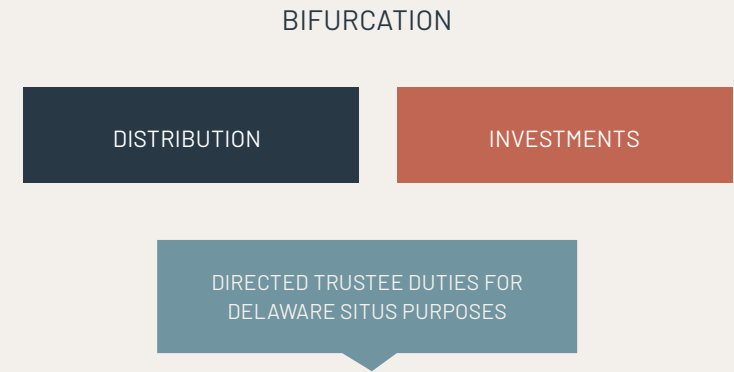 BIFURCATION
DISTRIBUTION
INVESTMENTS
DIRECTED TRUSTEE DUTIES FOR
DELAWARE SITUS PURPOSES